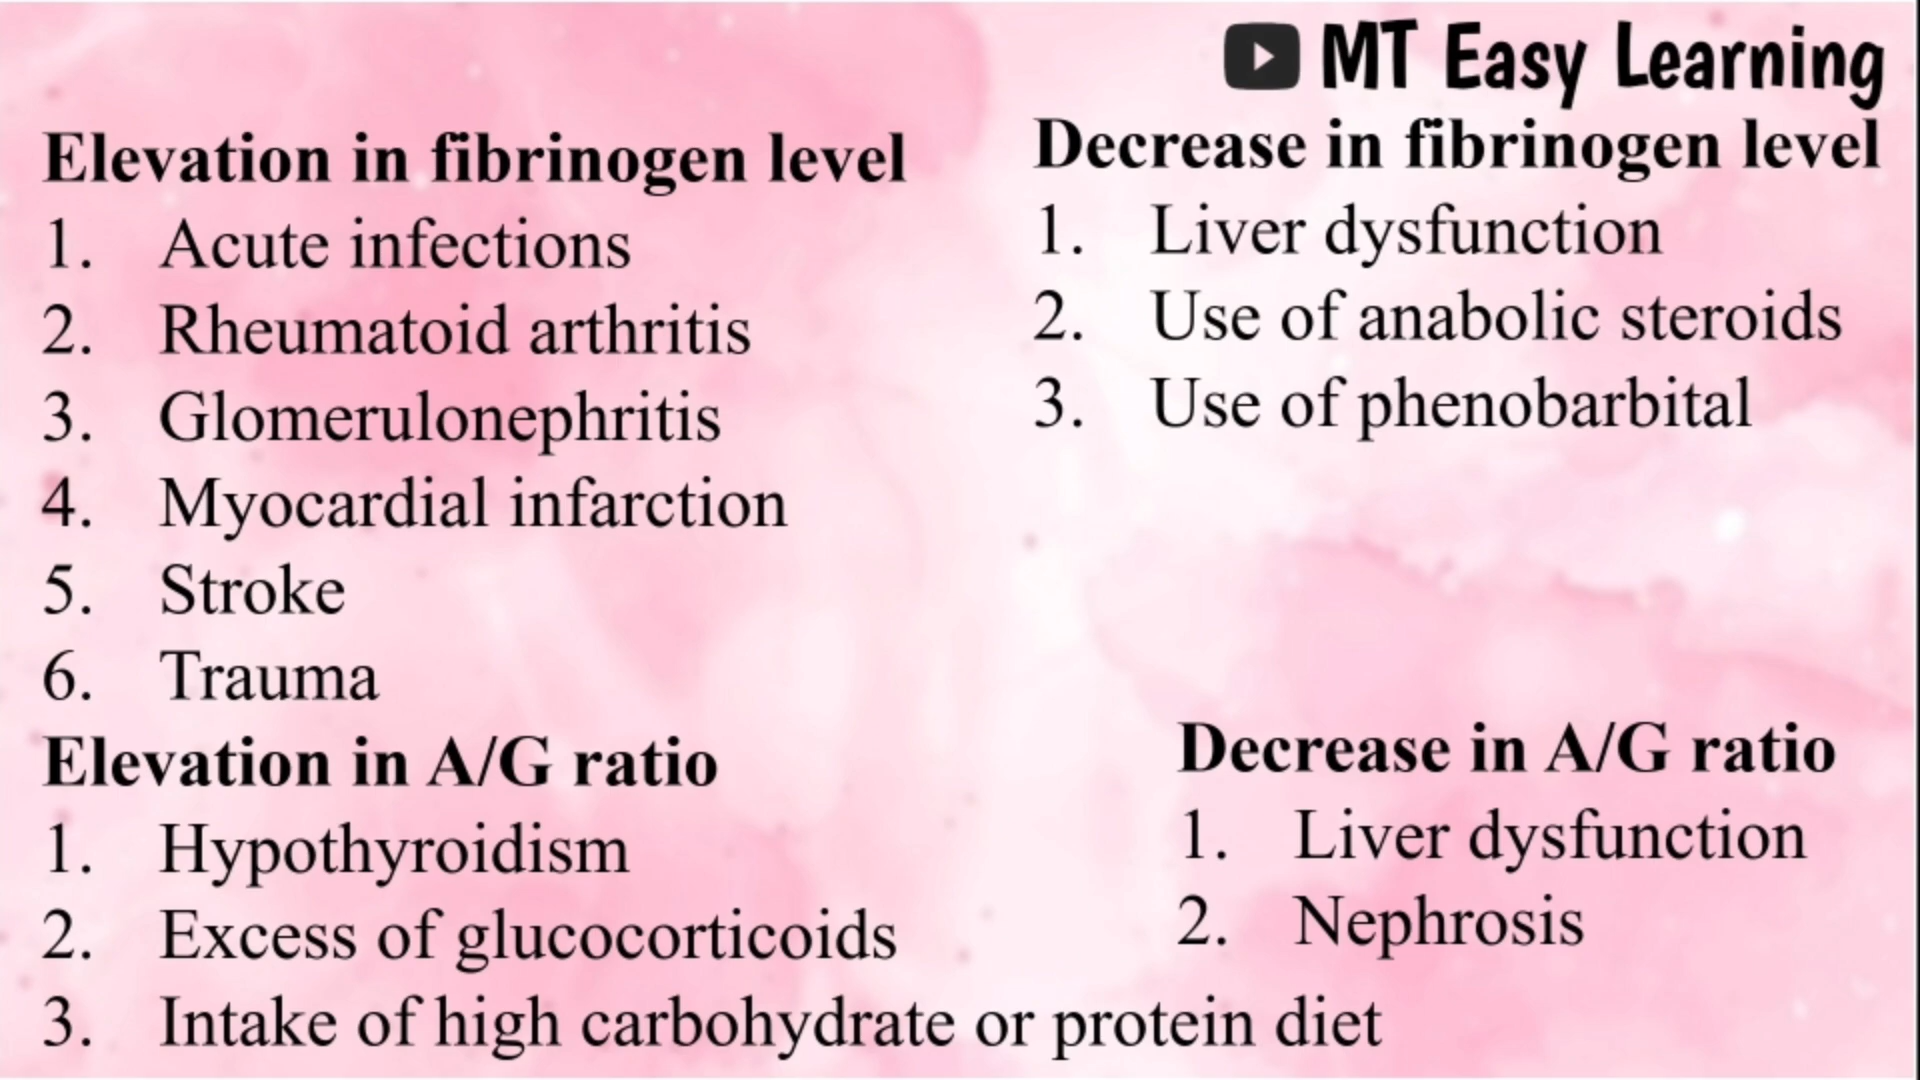 MT Easy Learning
Elevation in fibrinogen level
1. Acute infections
2. Rheumatoid arthritis
3. Glomerulonephritis
4. Myocardial infarction
5. Stroke
6. Trauma
Decrease in fibrinogen level
1. Liver dysfunction
2. Use of anabolic steroids
3. Use of phenobarbital
Elevation in A/G ratio
1. Hypothyroidism
2. Excess of glucocorticoids
3. Intake of high carbohydrate or protein diet
Decrease in A/G ratio
1. Liver dysfunction
2. Nephrosis